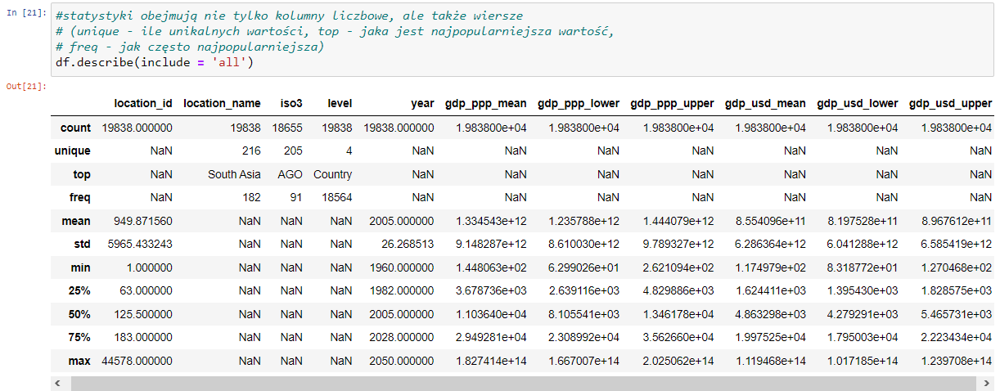 In [21]: #statystyki obejmują nie tylko kolumny liczbowe, ale także wiersze
# (unique - ile unikalnych wartości, top - jaka jest najpopularniejsza wartość,
# freq - jak często najpopularniejsza)
df.describe(include = 'all')
Out[21]:
location_id location_name iso3 level year gdp_ppp_mean gdp_ppp_lower gdp_ppp_upper gdp_usd_mean gdp_usd_lower gdp_usd_upper
count 19838.000000 19838 18655 19838 19838.000000 1.983800e+04 1.983800e+04 1.983800e+04 1.983800e+04 1.983800e+04 1.983800e+04
unique NaN 216 205 4 NaN NaN NaN NaN NaN NaN NaN
top NaN South Asia AGO Country NaN NaN NaN NaN NaN NaN NaN
freq NaN 182 91 18564 NaN NaN NaN NaN NaN NaN NaN
mean 949.871560 NaN NaN NaN 2005.000000 1.334543e+12 1.235788e+12 1.444079e+12 8.554096e+11 8.197528e+11 8.967612e+11
std 5965.433243 NaN NaN NaN 26.268513 9.148287e+12 8.610030e+12 9.789327e+12 6.286364e+12 6.041288e+12 6.585419e+12
min 1.000000 NaN NaN NaN 1960.000000 1.448063e+02 6.299026e+01 2.621094e+02 1.174979e+02 8.318772e+01 1.270468e+02
25% 63.000000 NaN NaN NaN 1982.000000 3.678736e+03 2.639116e+03 4.829886e+03 1.624411e+03 1.395430e+03 1.828575e+03
50% 125.500000 NaN NaN NaN 2005.000000 1.103640e+04 8.105541e+03 1.346178e+04 4.863298e+03 4.279291e+03 5.465731e+03
75% 183.000000 NaN NaN NaN 2028.000000 2.949281e+04 2.308992e+04 3.562660e+04 1.997525e+04 1.795003e+04 2.223434e+04
max 44578.000000 NaN NaN NaN 2050.000000 1.827414e+14 1.667007e+14 2.025062e+14 1.119468e+14 1.017185e+14 1.239708e+14